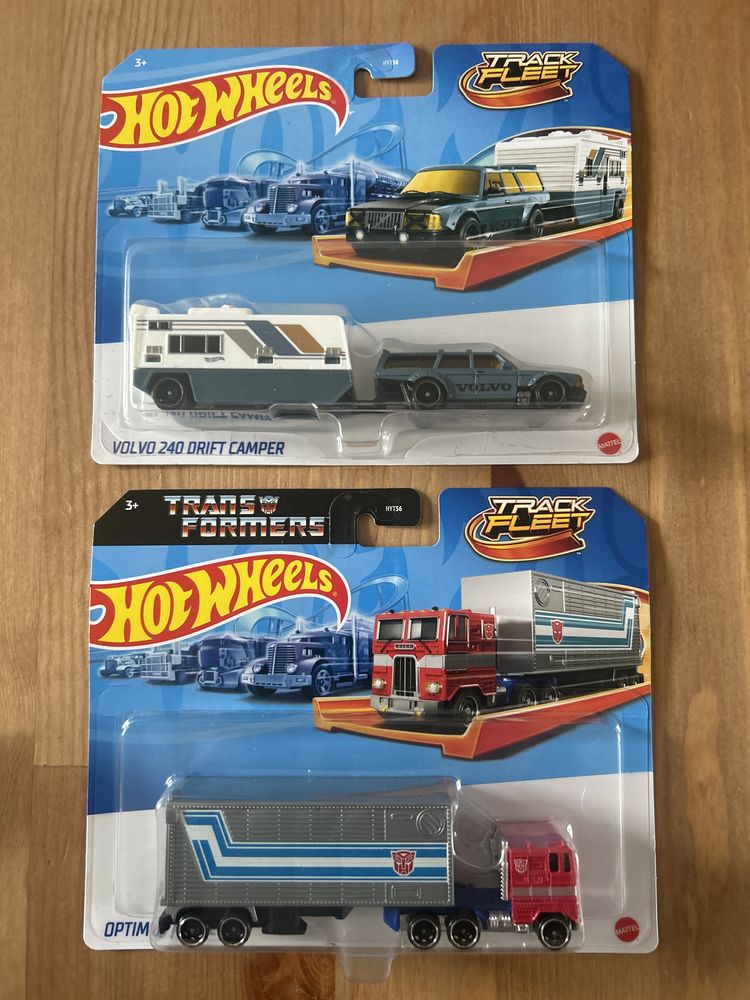 3+
HYT56
TRACK
FLEET
HOT WHEELS
VOLVO
VOLVO 240 DRIFT CAMPER
MATTEL
3+
TRANS
FORMERS
HYT56
TRACK
FLEET
HOT WHEELS
OPTIM
MATTEL